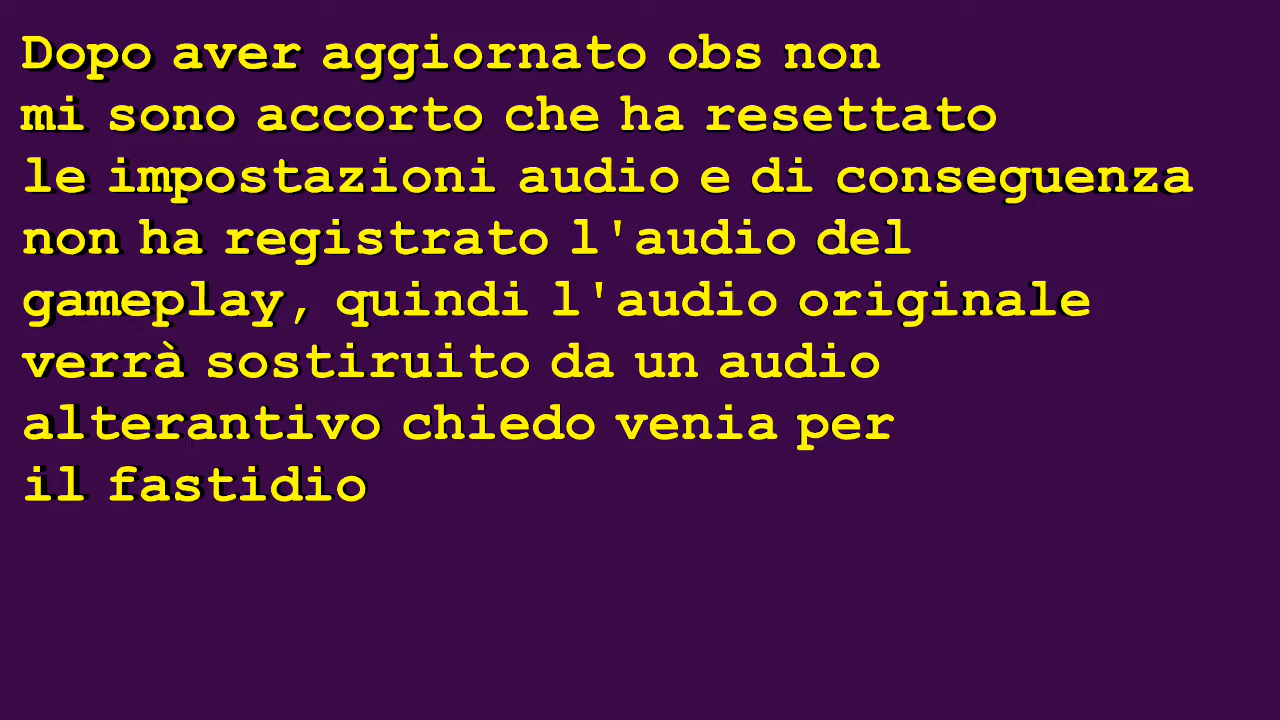 Dopo aver aggiornato obs non
mi sono accorto che ha resettato
le impostazioni audio e di conseguenza
non ha registrato l'audio del
gameplay, quindi l'audio originale
verrà sostiruito da un audio
alterantivo chiedo venia per
il fastidio